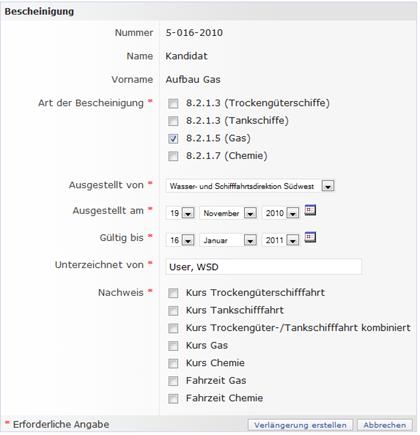 Bescheinigung
Nummer 5-016-2010
Name Kandidat
Vorname Aufbau Gas
Art der Bescheinigung * 8.2.1.3 (Trockengüterschiffe)
8.2.1.3 (Tankschiffe)
8.2.1.5 (Gas)
8.2.1.7 (Chemie)
Ausgestellt von * Wasser- und Schifffahrtsdirektion Südwest
Ausgestellt am * 19 November 2010
Gültig bis * 16 Januar 2011
Unterzeichnet von * User, WSD
Nachweis * Kurs Trockengüterschifffahrt
Kurs Tankschifffahrt
Kurs Trockengüter-/Tankschifffahrt kombiniert
Kurs Gas
Kurs Chemie
Fahrzeit Gas
Fahrzeit Chemie
* Erforderliche Angabe Verlängerung erstellen Abbrechen